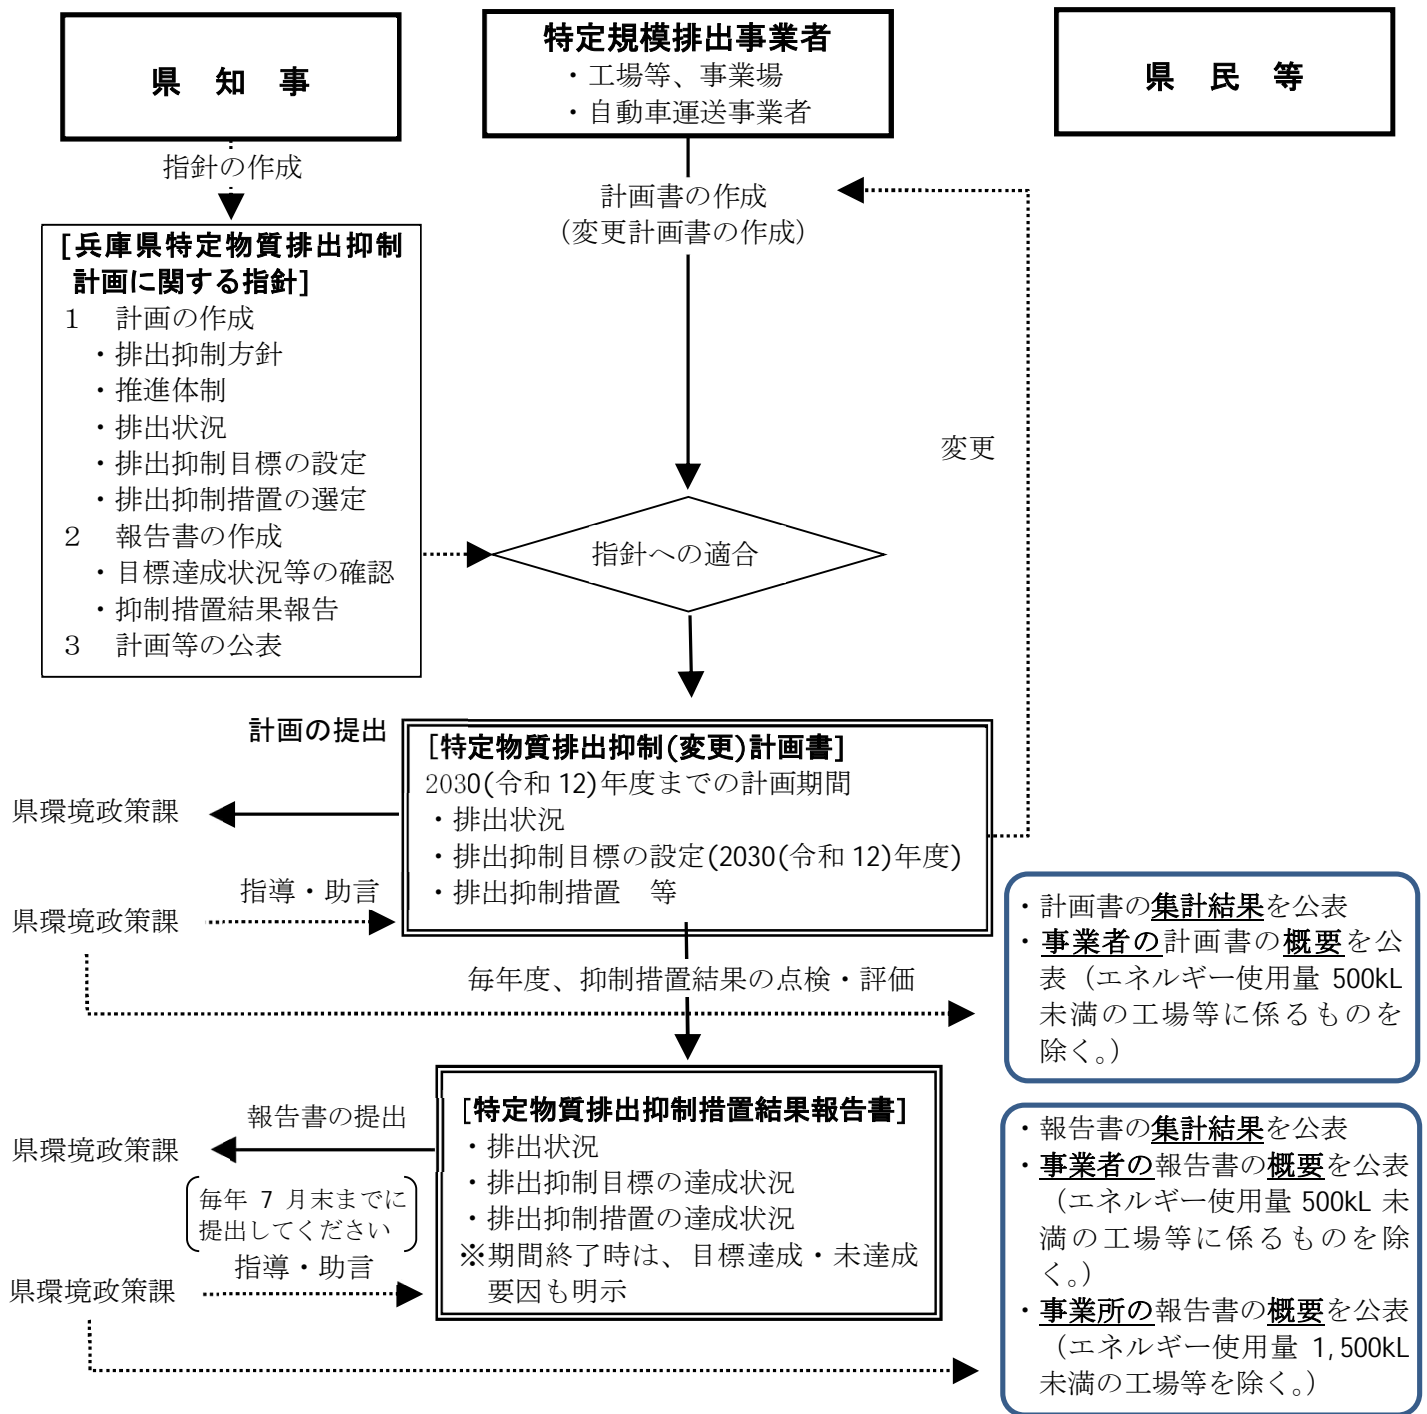 県 知 事
特定規模排出事業者
・工場等、事業場
・自動車運送事業者
県 民 等
指針の作成
計画書の作成
(変更計画書の作成)
[兵庫県特定物質排出抑制
計画に関する指針]
1 計画の作成
・排出抑制方針
・推進体制
・排出状況
・排出抑制目標の設定
・排出抑制措置の選定
2 報告書の作成
・目標達成状況等の確認
・抑制措置結果報告
3 計画等の公表
変更
指針への適合
計画の提出
[特定物質排出抑制(変更)計画書]
2030(令和 12)年度までの計画期間
・排出状況
・排出抑制目標の設定(2030(令和 12)年度)
・排出抑制措置 等
県環境政策課
指導・助言
県環境政策課
・計画書の集計結果を公表
・事業者の計画書の概要を公
表（エネルギー使用量 500kL
未満の工場等に係るものを
除く。）
毎年度、抑制措置結果の点検・評価
[特定物質排出抑制措置結果報告書]
・排出状況
・排出抑制目標の達成状況
・排出抑制措置の達成状況
※期間終了時は、目標達成・未達成
要因も明示
報告書の提出
県環境政策課
毎年 7 月末までに
提出してください
指導・助言
県環境政策課
・報告書の集計結果を公表
・事業者の報告書の概要を公表
（エネルギー使用量 500kL 未
満の工場等に係るものを除
く。）
・事業所の報告書の概要を公表
（エネルギー使用量 1,500kL
未満の工場等を除く。）